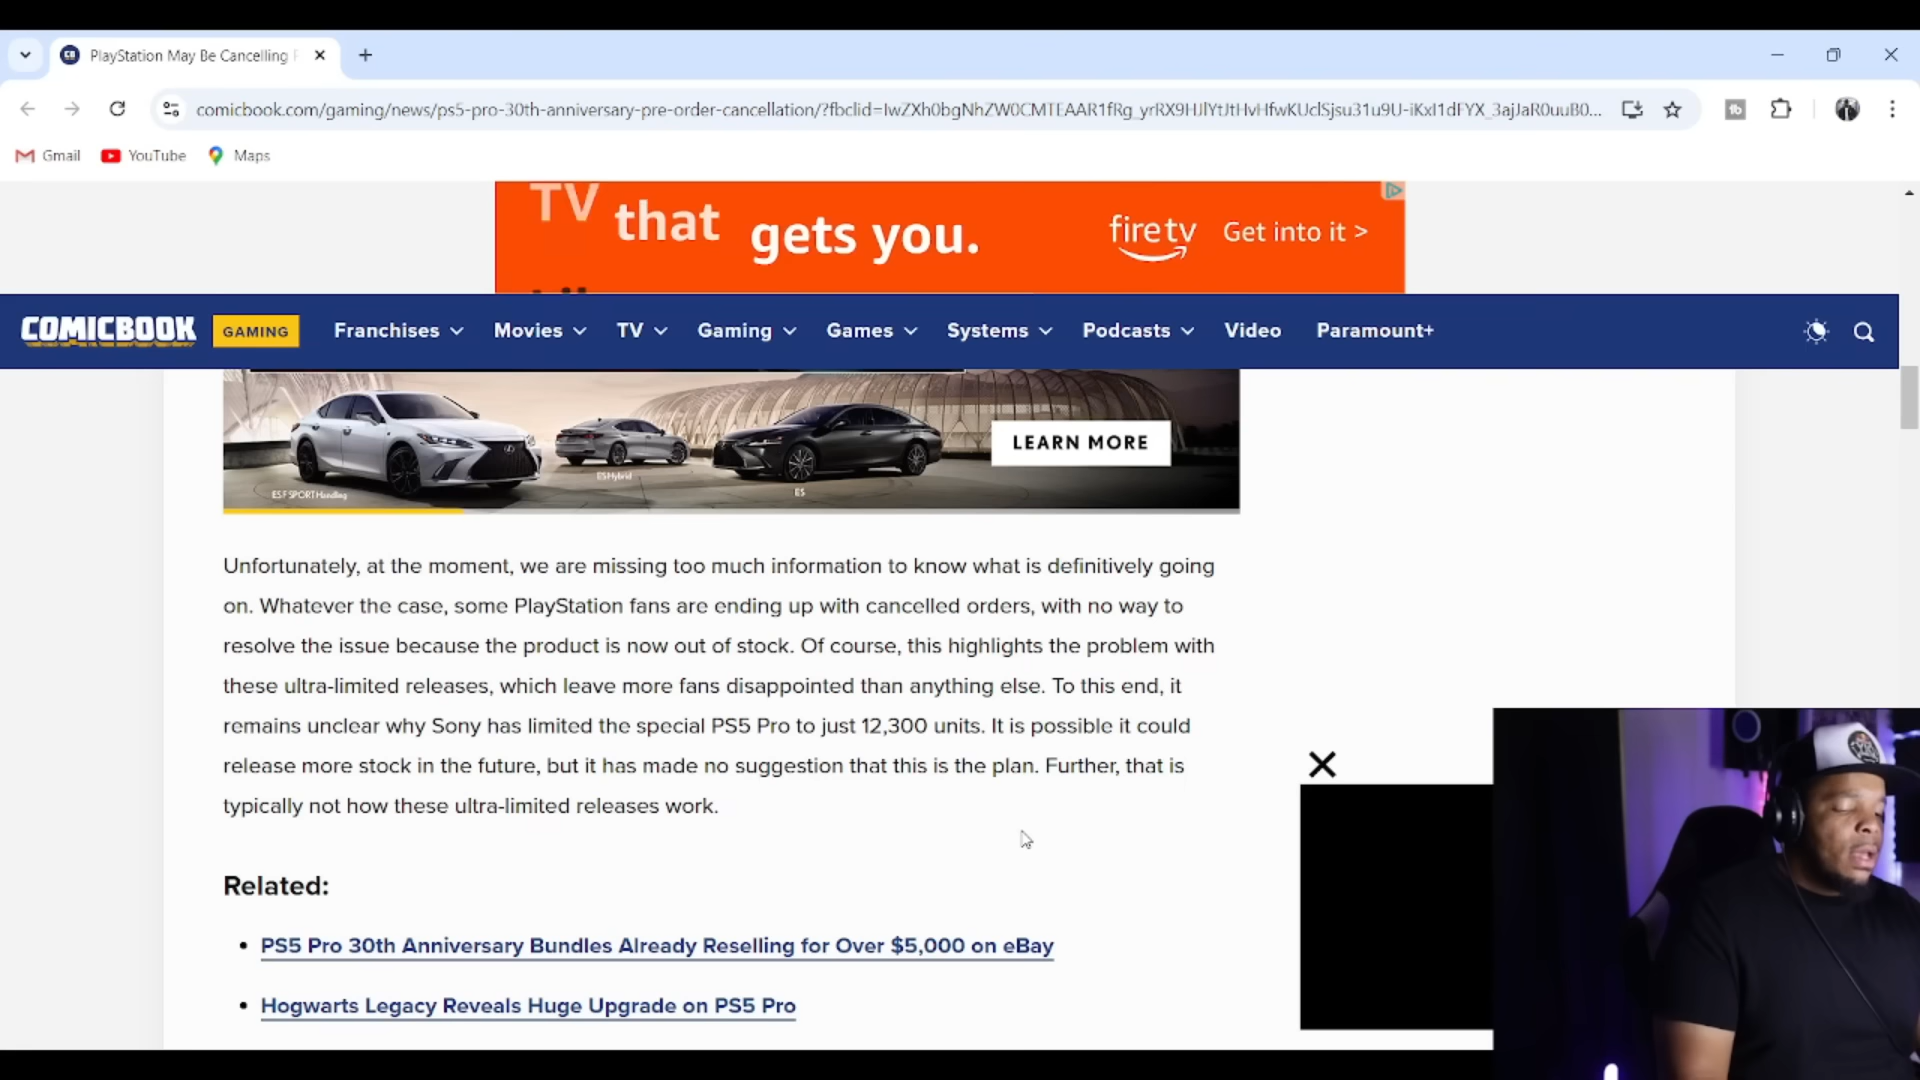 PlayStation May Be Cancelling
comicbook.com/gaming/news/ps5-pro-30th-anniversary-pre-order-cancellation/?fbclid=
Gmail YouTube Maps
TV that gets you.
firetv Get into it >
COMICBOOK GAMING Franchises Movies TV Gaming Games Systems Podcasts Video Paramount+
LEARN MORE
ES F SPORT Handling
ES Hybrid
ES
Unfortunately, at the moment, we are missing too much information to know what is definitively going
on. Whatever the case, some PlayStation fans are ending up with cancelled orders, with no way to
resolve the issue because the product is now out of stock. Of course, this highlights the problem with
these ultra-limited releases, which leave more fans disappointed than anything else. To this end, it
remains unclear why Sony has limited the special PS5 Pro to just 12,300 units. It is possible it could
release more stock in the future, but it has made no suggestion that this is the plan. Further, that is
typically not how these ultra-limited releases work.
Related:
• PS5 Pro 30th Anniversary Bundles Already Reselling for Over $5,000 on eBay
• Hogwarts Legacy Reveals Huge Upgrade on PS5 Pro